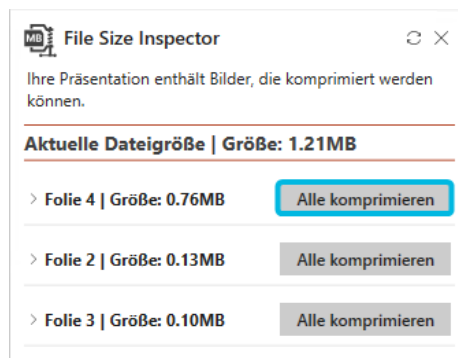 MB File Size Inspector
Ihre Präsentation enthält Bilder, die komprimiert werden
können.
Aktuelle Dateigröße | Größe: 1.21MB
Folie 4 | Größe: 0.76MB Alle komprimieren
Folie 2 | Größe: 0.13MB Alle komprimieren
Folie 3 | Größe: 0.10MB Alle komprimieren